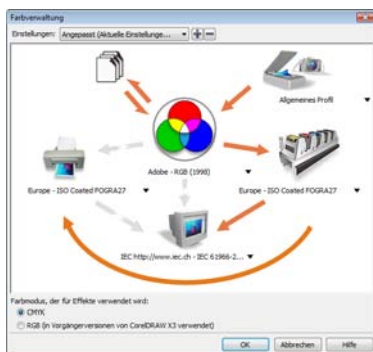 Farbverwaltung
Einstellungen: Angepasst (Aktuelle Einstellunge...
Allgemeines Profil
Adobe - RGB (1998)
Europe - ISO Coated FOGRA27
Europe - ISO Coated FOGRA27
IEC http://www.iec.ch - IEC 61966-2...
Farbmodus, der für Effekte verwendet wird:
CMYK
RGB (in Vorgängerversionen von CorelDRAW X3 verwendet)
OK Abbrechen Hilfe